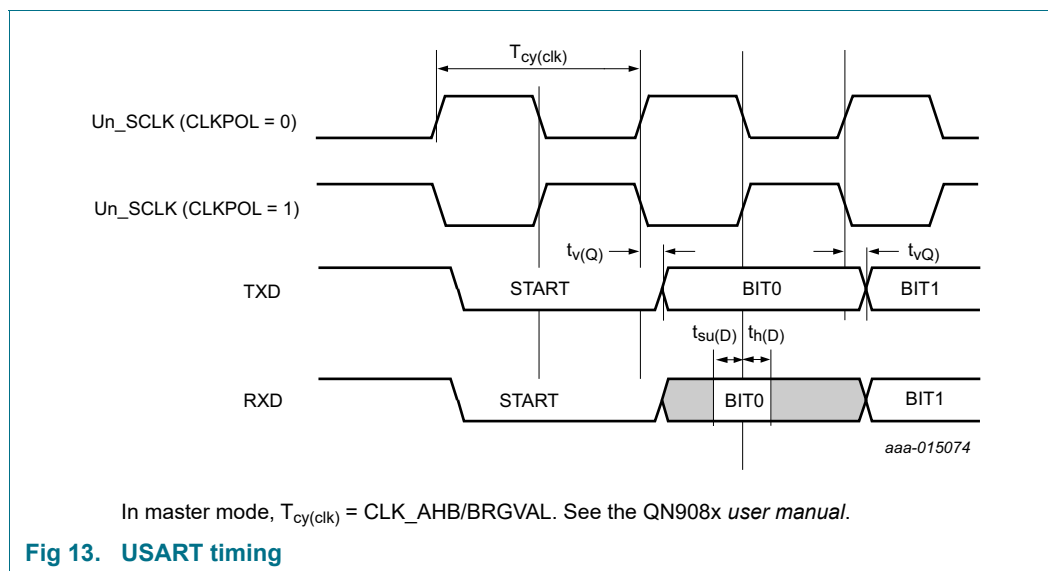 Tcy(clk)
Un_SCLK (CLKPOL = 0)
Un_SCLK (CLKPOL = 1)
tv(Q) tvQ)
TXD START BIT0 BIT1
tsu(D) th(D)
RXD START BIT0 BIT1
aaa-015074
In master mode, Tcy(clk) = CLK_AHB/BRGVAL. See the QN908x user manual.
Fig 13. USART timing